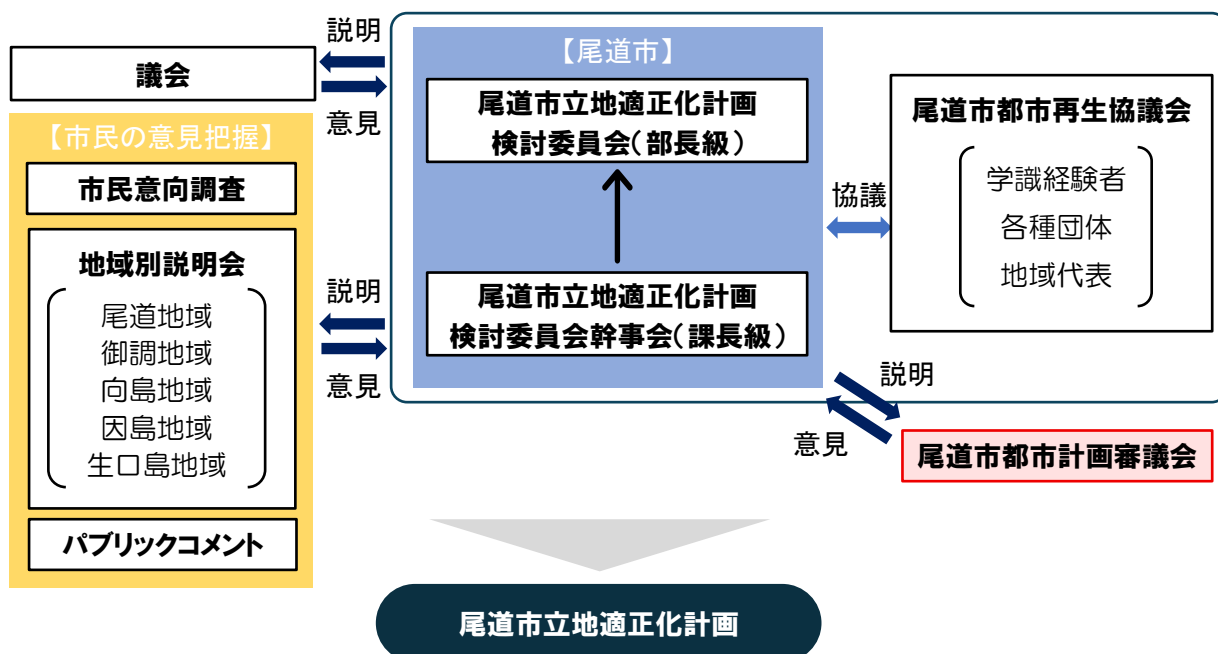 説明
議会
意見
【市民の意見把握】
市民意向調査
地域別説明会
尾道地域
御調地域
向島地域
因島地域
生口島地域
パブリックコメント
説明
意見
【尾道市】
尾道市立地適正化計画
検討委員会(部長級)
尾道市立地適正化計画
検討委員会幹事会(課長級)
協議
尾道市都市再生協議会
学識経験者
各種団体
地域代表
説明
意見
尾道市都市計画審議会
尾道市立地適正化計画